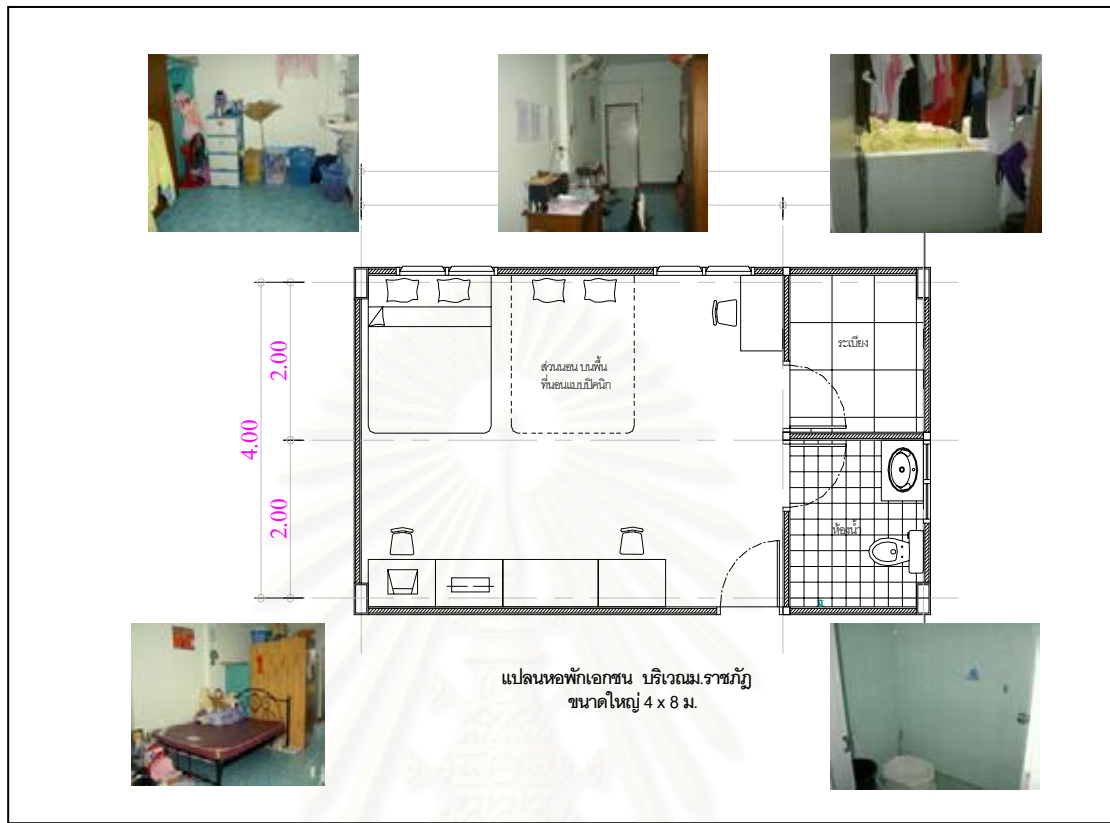 2.00
4.00
2.00
ส่วนนอน บนพื้น
ที่นอนแบบปิคนิก
ระเบียง
ห้องน้ำ
แปลนหอพักเอกชน บริเวณม.ราชภัฎ
ขนาดใหญ่ 4 x 8 ม.